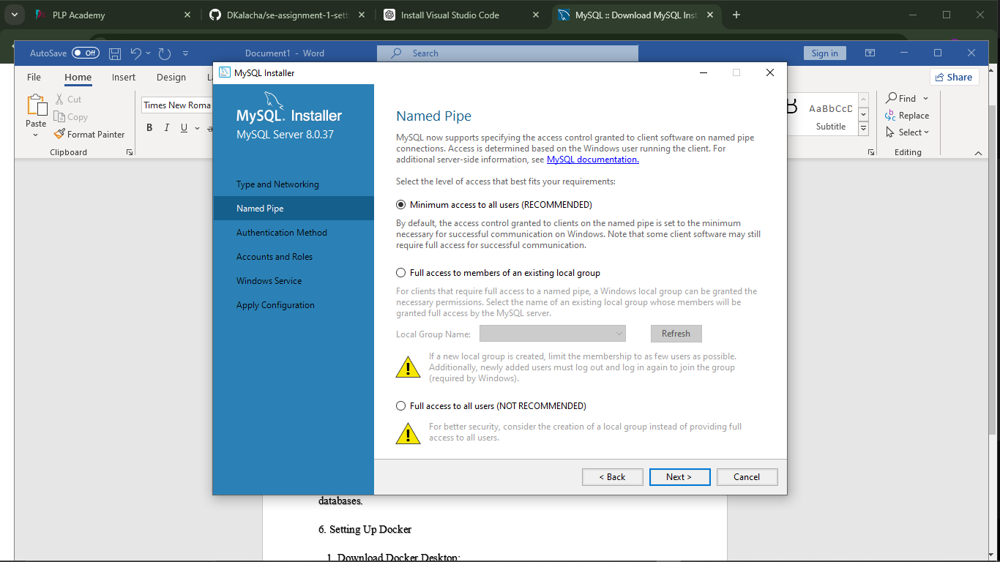 PLP Academy
DKalacha/se-assignment-1-sett
Install Visual Studio Code
MySQL :: Download MySQL Inst
AutoSave Off
Document1 - Word
Search
Sign in
File
Home
Insert
Design
Share
Paste
Cut
Copy
Format Painter
Clipboard
Times New Roma
B I U
AaBbCcD
Subtitle
Find
Replace
Select
Editing
MySQL Installer
MySQL. Installer
MySQL Server 8.0.37
Type and Networking
Named Pipe
Authentication Method
Accounts and Roles
Windows Service
Apply Configuration
Named Pipe
MySQL now supports specifying the access control granted to client software on named pipe
connections. Access is determined based on the Windows user running the client. For
additional server-side information, see MySQL documentation.
Select the level of access that best fits your requirements:
Minimum access to all users (RECOMMENDED)
By default, the access control granted to clients on the named pipe is set to the minimum
necessary for successful communication on Windows. Note that some client software may still
require full access for successful communication.
Full access to members of an existing local group
For clients that require full access to a named pipe, a Windows local group can be granted the
necessary permissions. Select the name of an existing local group whose members will be
granted full access by the MySQL server.
Local Group Name:
Refresh
If a new local group is created, limit the membership to as few users as possible.
Additionally, newly added users must log out and log in again to join the group
(required by Windows).
Full access to all users (NOT RECOMMENDED)
For better security, consider the creation of a local group instead of providing full
access to all users.
< Back
Next >
Cancel
databases.
6. Setting Up Docker
1. Download Docker Desktop: